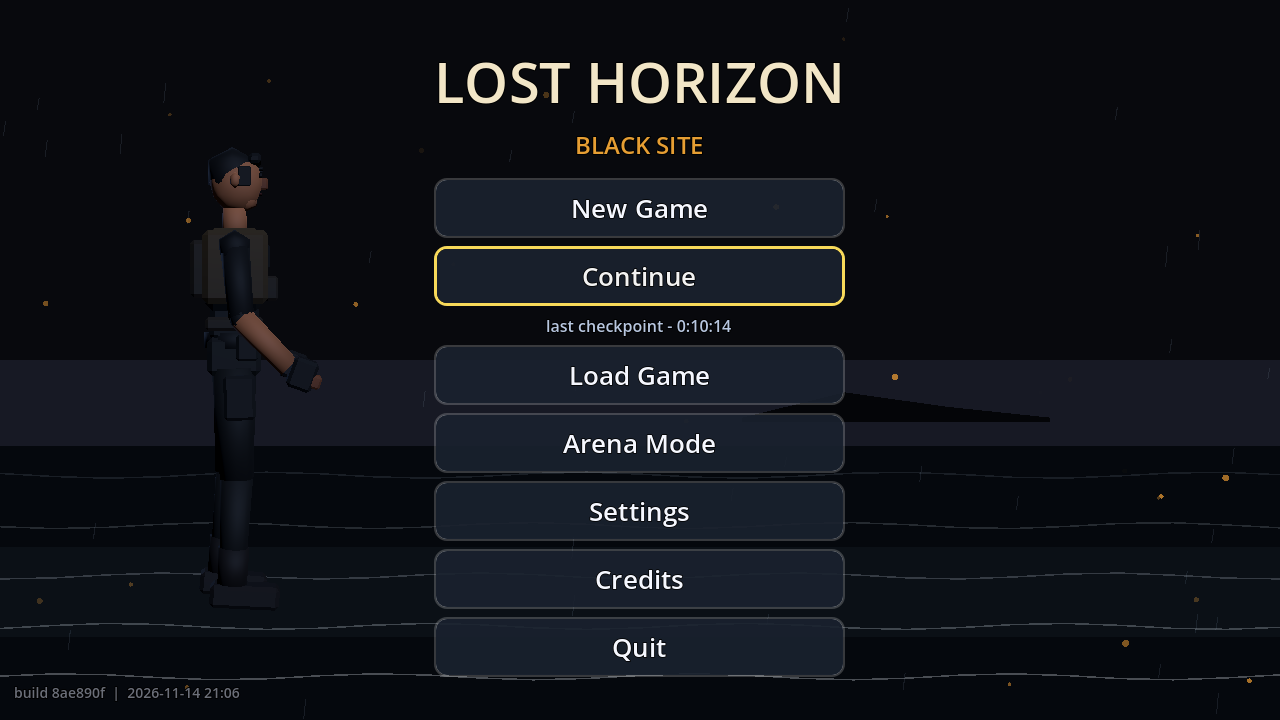 LOST HORIZON
BLACK SITE
New Game
Continue
last checkpoint - 0:10:14
Load Game
Arena Mode
Settings
Credits
Quit
build 8ae890f | 2026-11-14 21:06